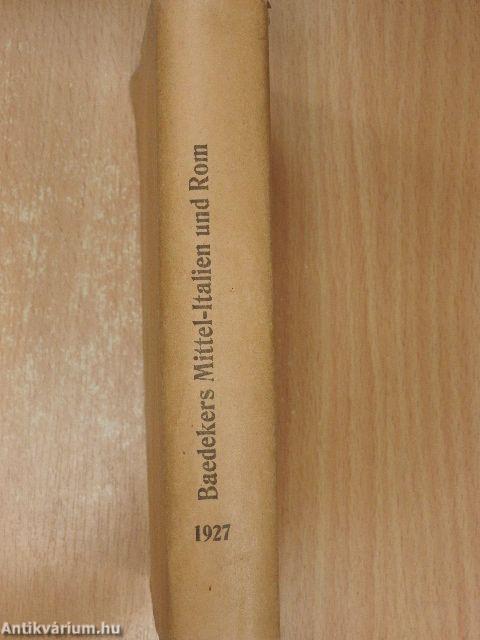 Baedekers Mittel-Italien und Rom
1927
Antikvárium.hu